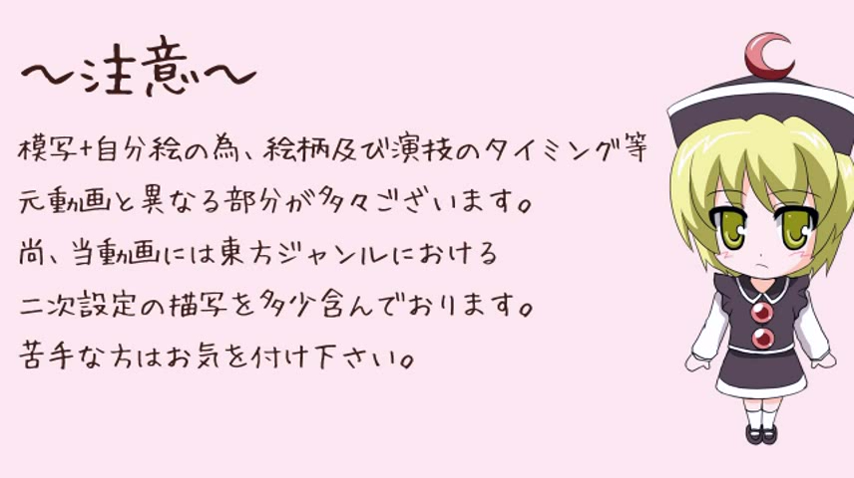 ～注意～
模写+自分絵の為、絵柄及び演技のタイミング等
元動画と異なる部分が多々ございます。
尚、当動画には東方ジャンルにおける
二次設定の描写を多少含んでおります。
苦手な方はお気を付け下さい。